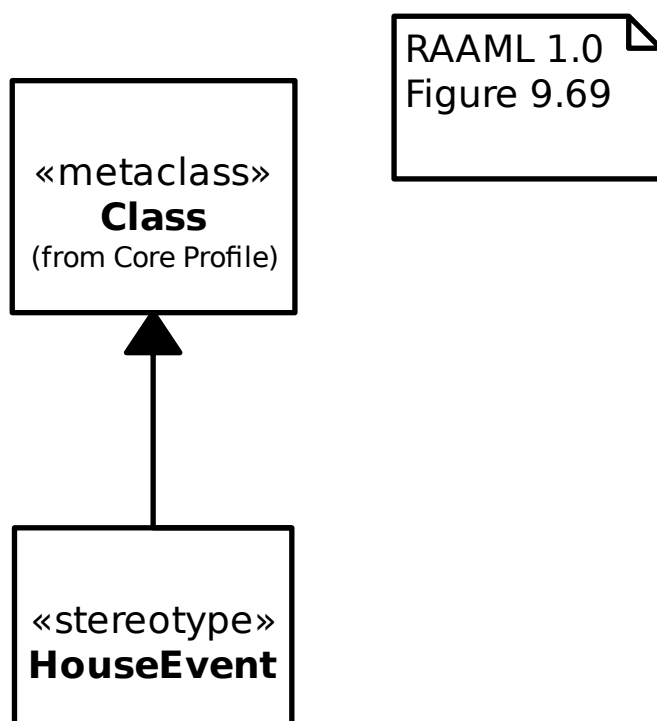 RAAML 1.0
Figure 9.69
«metaclass»
Class
(from Core Profile)
«stereotype»
HouseEvent